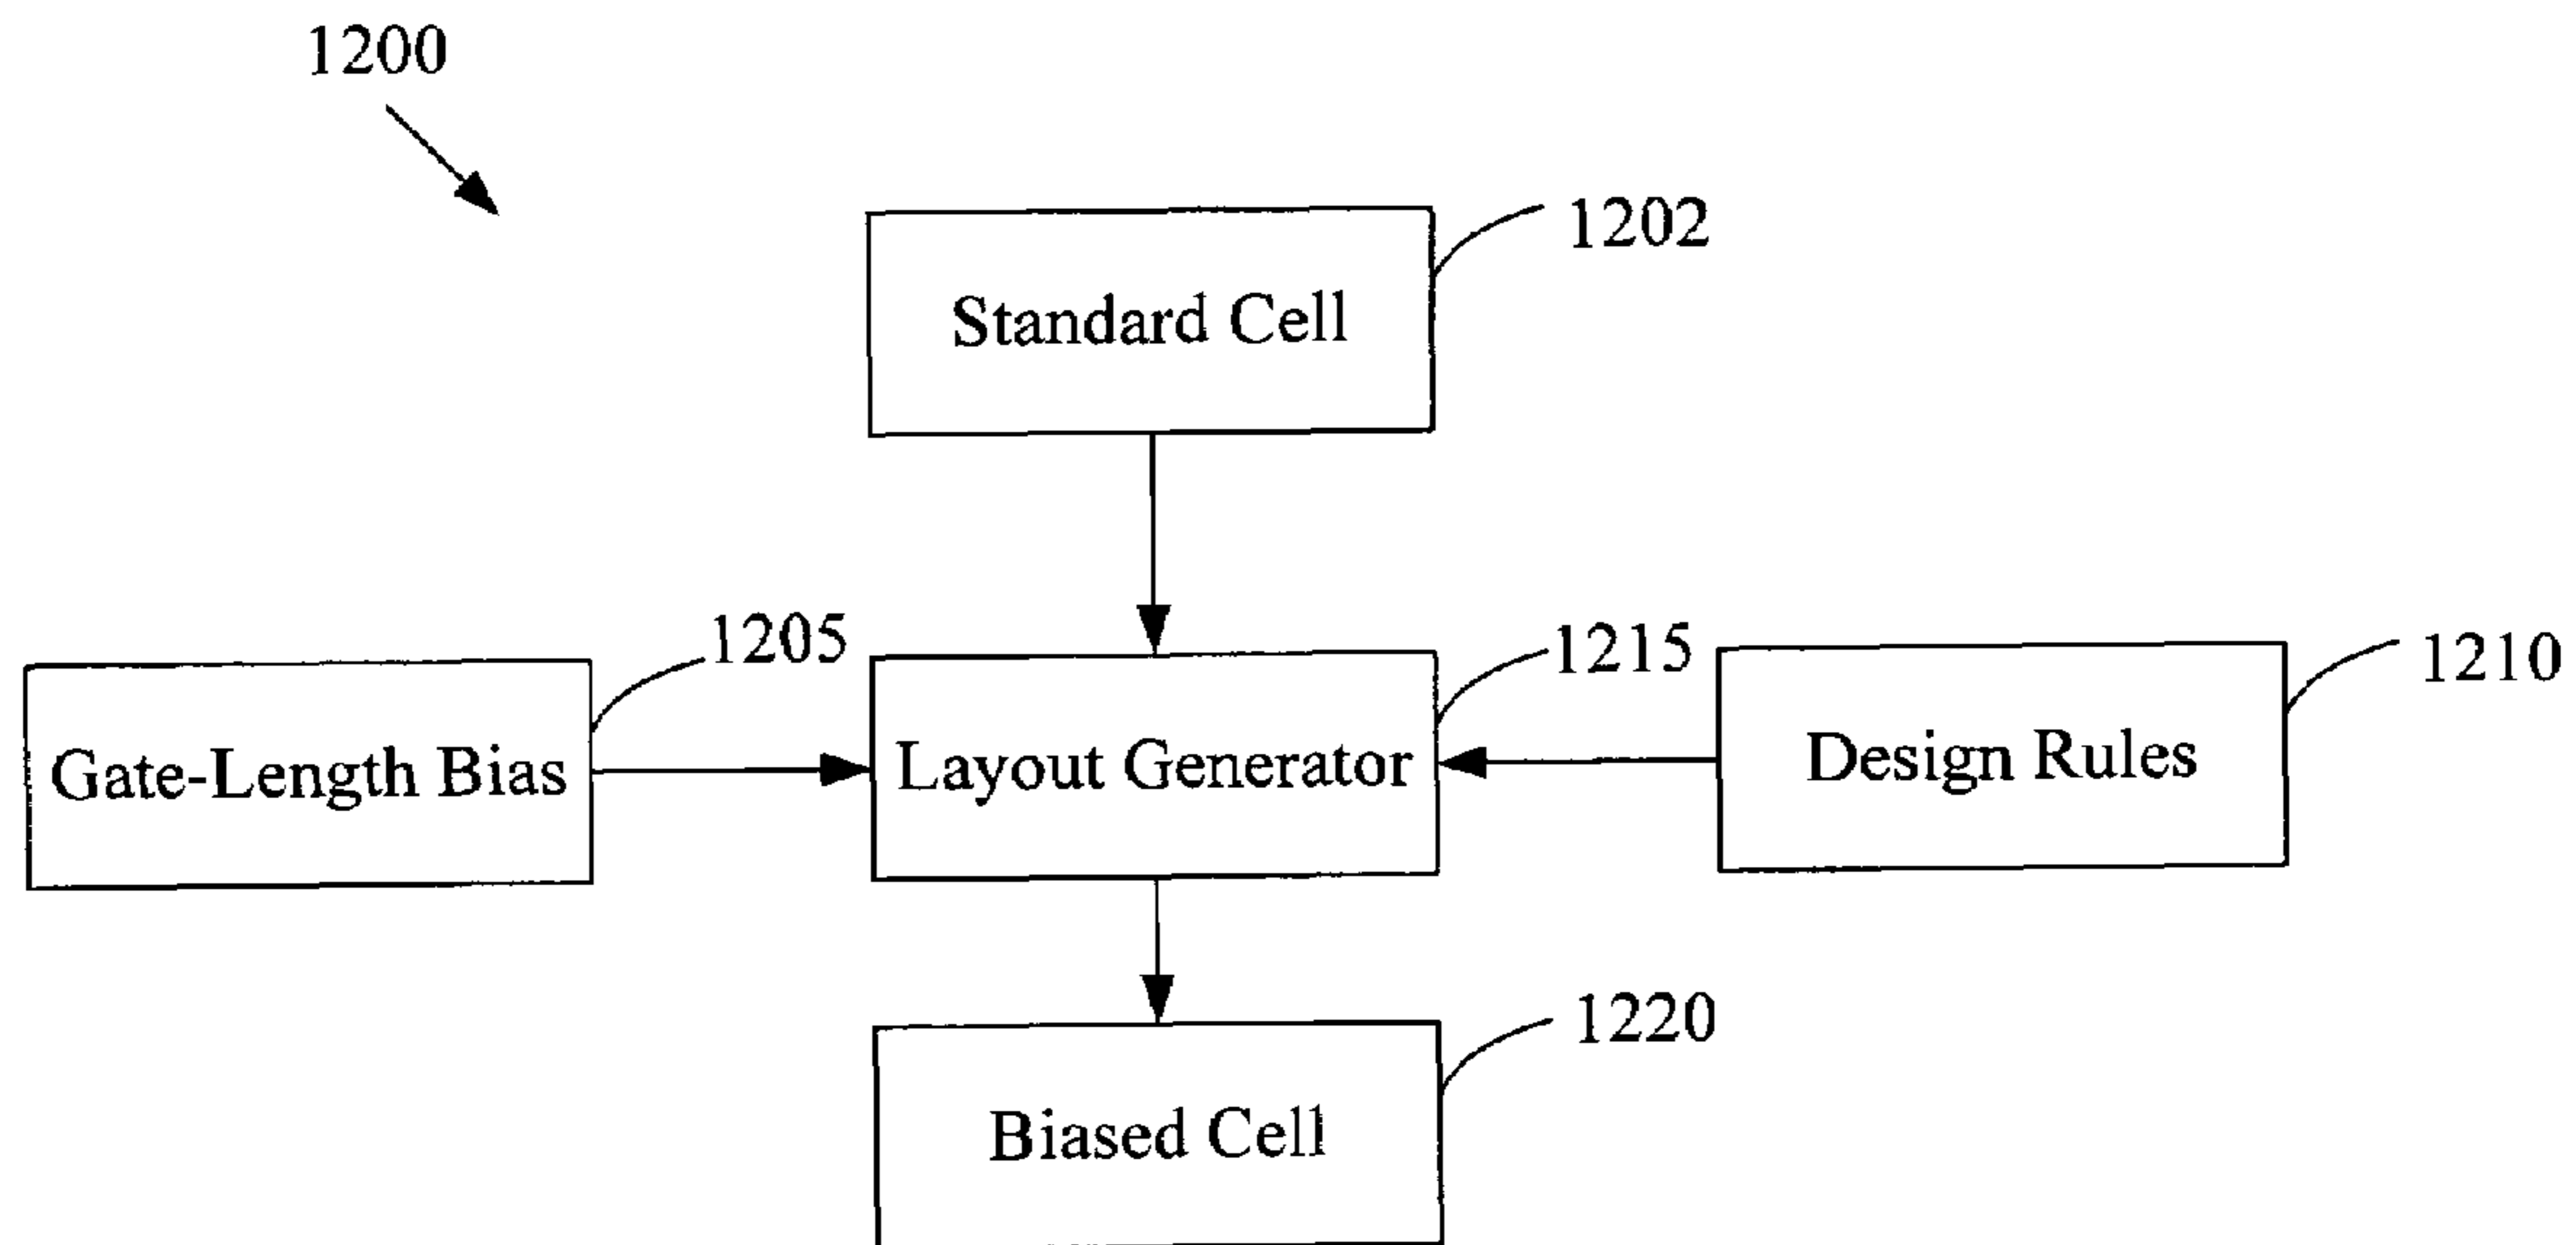 1200
1202
Standard Cell
1205
1215
1210
Gate-Length Bias
Layout Generator
Design Rules
1220
Biased Cell